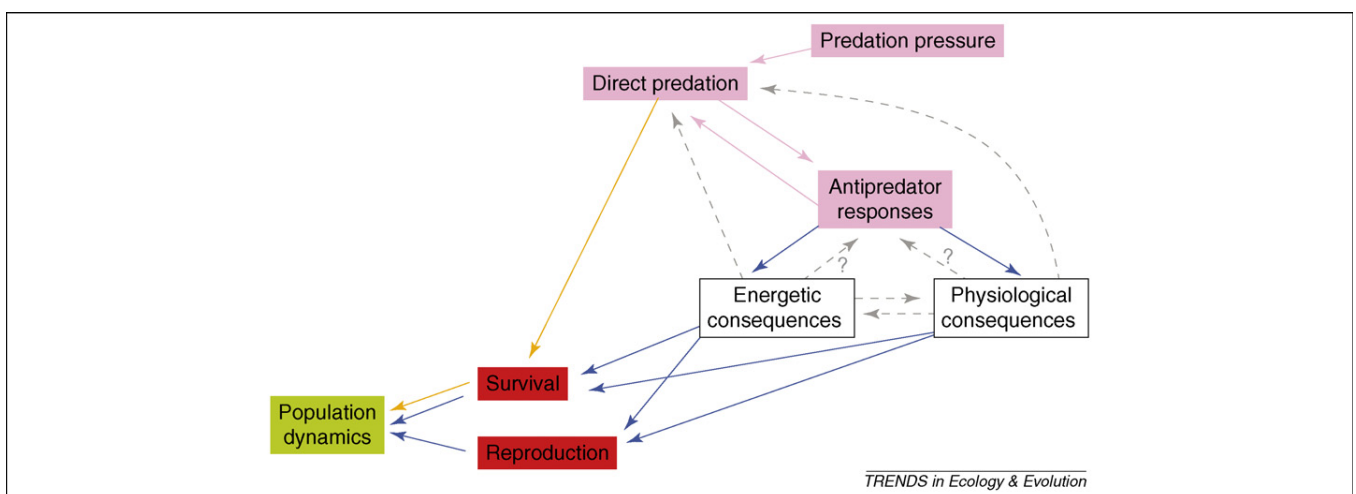 Predation pressure
Direct predation
Antipredator
responses
?
?
Energetic
consequences
Physiological
consequences
Survival
Population
dynamics
Reproduction
TRENDS in Ecology & Evolution